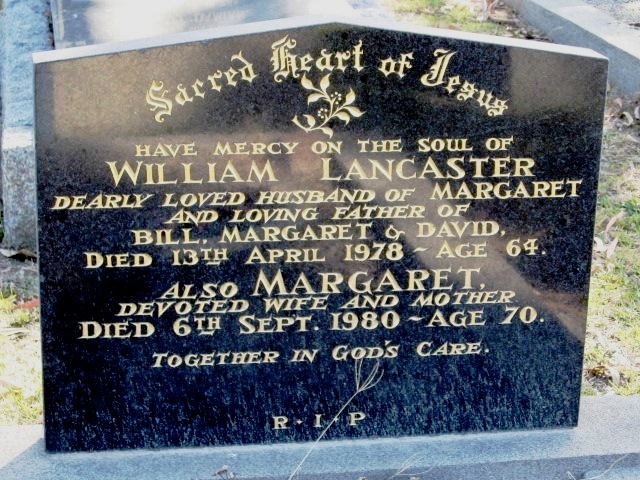 Sacred Heart of Jesus
HAVE MERCY ON THE SOUL OF
WILLIAM LANCASTER
DEARLY LOVED HUSBAND OF MARGARET
AND LOVING FATHER OF
BILL, MARGARET & DAVID,
DIED 13TH APRIL 1978 ~ AGE 64.
ALSO MARGARET,
DEVOTED WIFE AND MOTHER
DIED 6TH SEPT. 1980 ~ AGE 70.
TOGETHER IN GOD'S CARE.
R · I · P